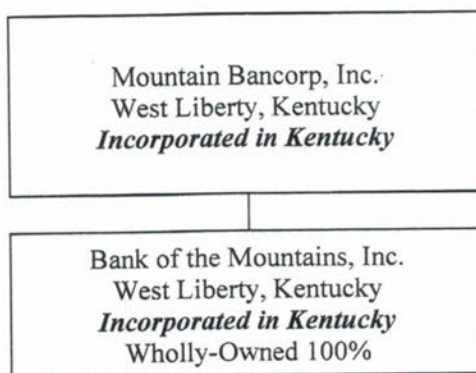 Mountain Bancorp, Inc.
West Liberty, Kentucky
Incorporated in Kentucky
Bank of the Mountains, Inc.
West Liberty, Kentucky
Incorporated in Kentucky
Wholly-Owned 100%